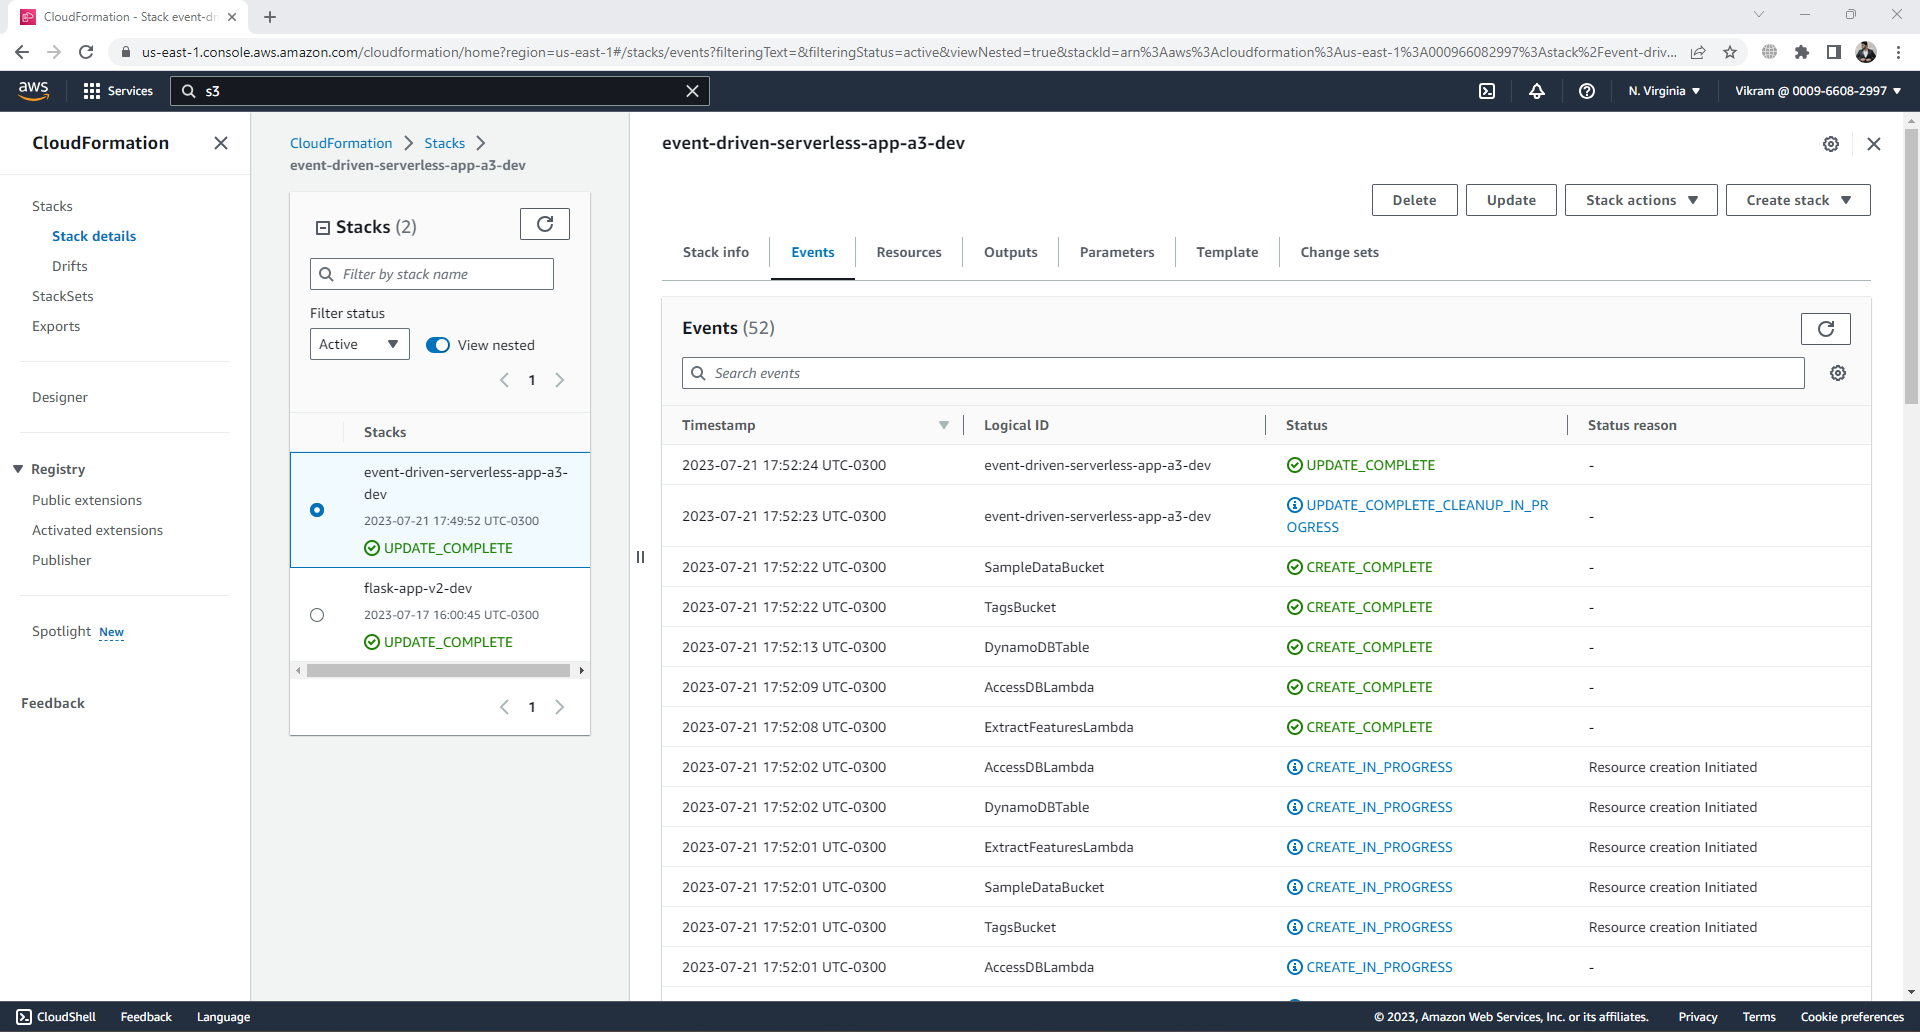 CloudFormation - Stack event-dr
us-east-1.console.aws.amazon.com/cloudformation/home?region=us-east-1#/stacks/events?filteringText=&filteringStatus=active&viewNested=true&stackId=arn%3Aaws%3Acloudformation%3Aus-east-1%3A000966082997%3Astack%2Fevent-driv...
aws
Services
s3
N. Virginia
Vikram @ 0009-6608-2997
CloudFormation
Stacks
Stack details
Drifts
StackSets
Exports
Designer
Registry
Public extensions
Activated extensions
Publisher
Spotlight New
Feedback
CloudFormation Stacks
event-driven-serverless-app-a3-dev
Stacks (2)
Filter by stack name
Filter status
Active
View nested
1
Stacks
event-driven-serverless-app-a3-
dev
2023-07-21 17:49:52 UTC-0300
UPDATE_COMPLETE
flask-app-v2-dev
2023-07-17 16:00:45 UTC-0300
UPDATE_COMPLETE
1
event-driven-serverless-app-a3-dev
Delete Update Stack actions Create stack
Stack info Events Resources Outputs Parameters Template Change sets
Events (52)
Search events
Timestamp Logical ID Status Status reason
2023-07-21 17:52:24 UTC-0300 event-driven-serverless-app-a3-dev UPDATE_COMPLETE -
2023-07-21 17:52:23 UTC-0300 event-driven-serverless-app-a3-dev UPDATE_COMPLETE_CLEANUP_IN_PR -
OGRESS
2023-07-21 17:52:22 UTC-0300 SampleDataBucket CREATE_COMPLETE -
2023-07-21 17:52:22 UTC-0300 TagsBucket CREATE_COMPLETE -
2023-07-21 17:52:13 UTC-0300 DynamoDBTable CREATE_COMPLETE -
2023-07-21 17:52:09 UTC-0300 AccessDBLambda CREATE_COMPLETE -
2023-07-21 17:52:08 UTC-0300 ExtractFeaturesLambda CREATE_COMPLETE -
2023-07-21 17:52:02 UTC-0300 AccessDBLambda CREATE_IN_PROGRESS Resource creation Initiated
2023-07-21 17:52:02 UTC-0300 DynamoDBTable CREATE_IN_PROGRESS Resource creation Initiated
2023-07-21 17:52:01 UTC-0300 ExtractFeaturesLambda CREATE_IN_PROGRESS Resource creation Initiated
2023-07-21 17:52:01 UTC-0300 SampleDataBucket CREATE_IN_PROGRESS Resource creation Initiated
2023-07-21 17:52:01 UTC-0300 TagsBucket CREATE_IN_PROGRESS Resource creation Initiated
2023-07-21 17:52:01 UTC-0300 AccessDBLambda CREATE_IN_PROGRESS -
CloudShell Feedback Language © 2023, Amazon Web Services, Inc. or its affiliates. Privacy Terms Cookie preferences